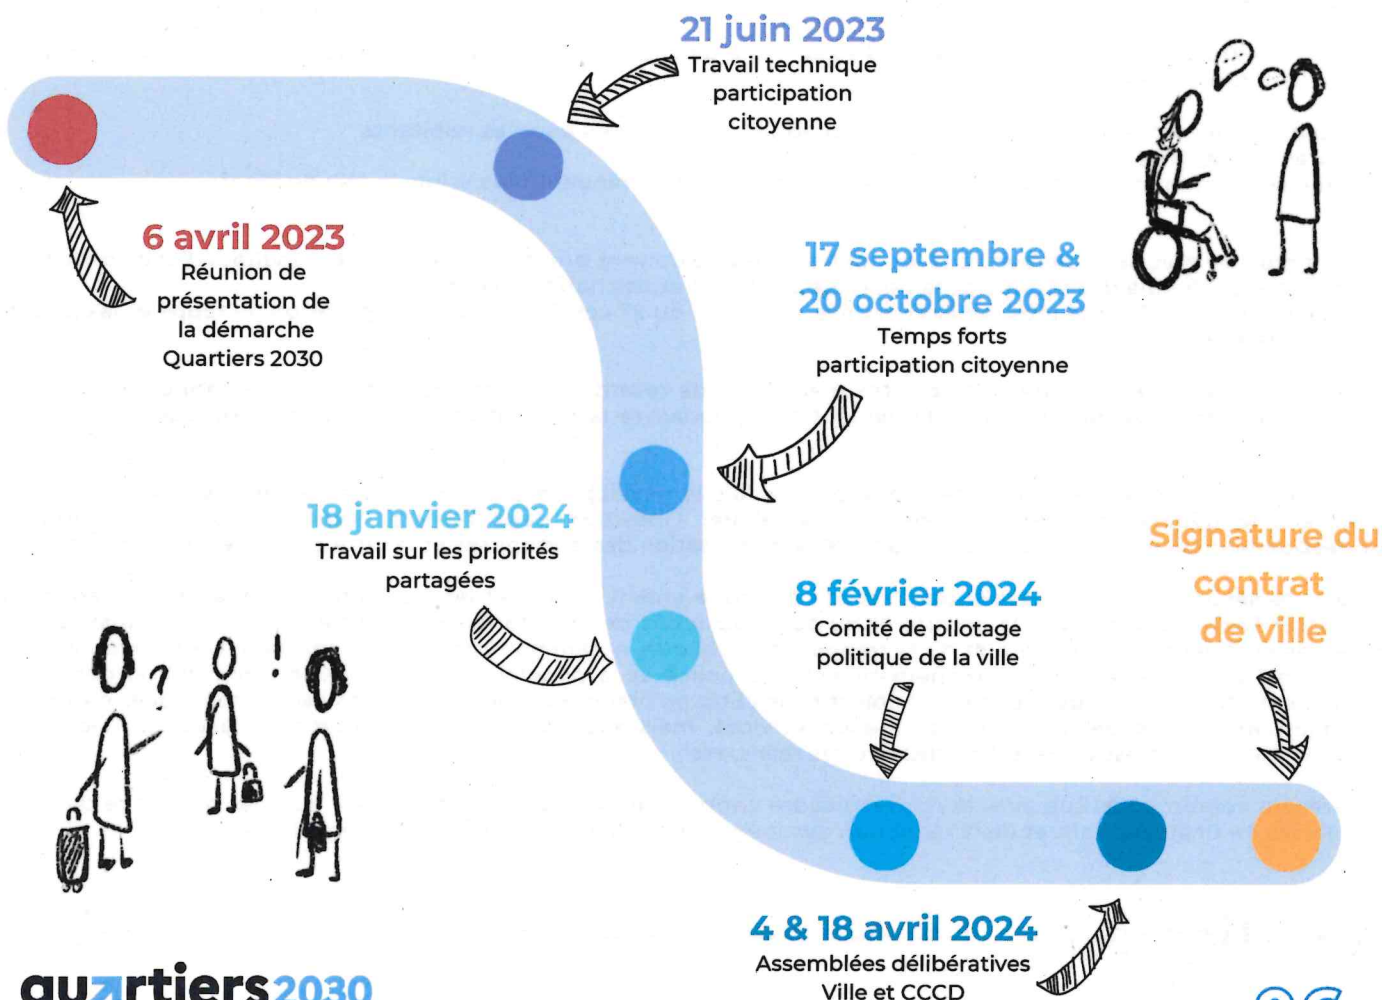 21 juin 2023
Travail technique
participation
citoyenne
6 avril 2023
Réunion de
présentation de
la démarche
Quartiers 2030
17 septembre &
20 octobre 2023
Temps forts
participation citoyenne
18 janvier 2024
Travail sur les priorités
partagées
?
!
8 février 2024
Comité de pilotage
politique de la ville
Signature du
contrat
de ville
4 & 18 avril 2024
Assemblées délibératives
Ville et CCCD
quartiers 2030